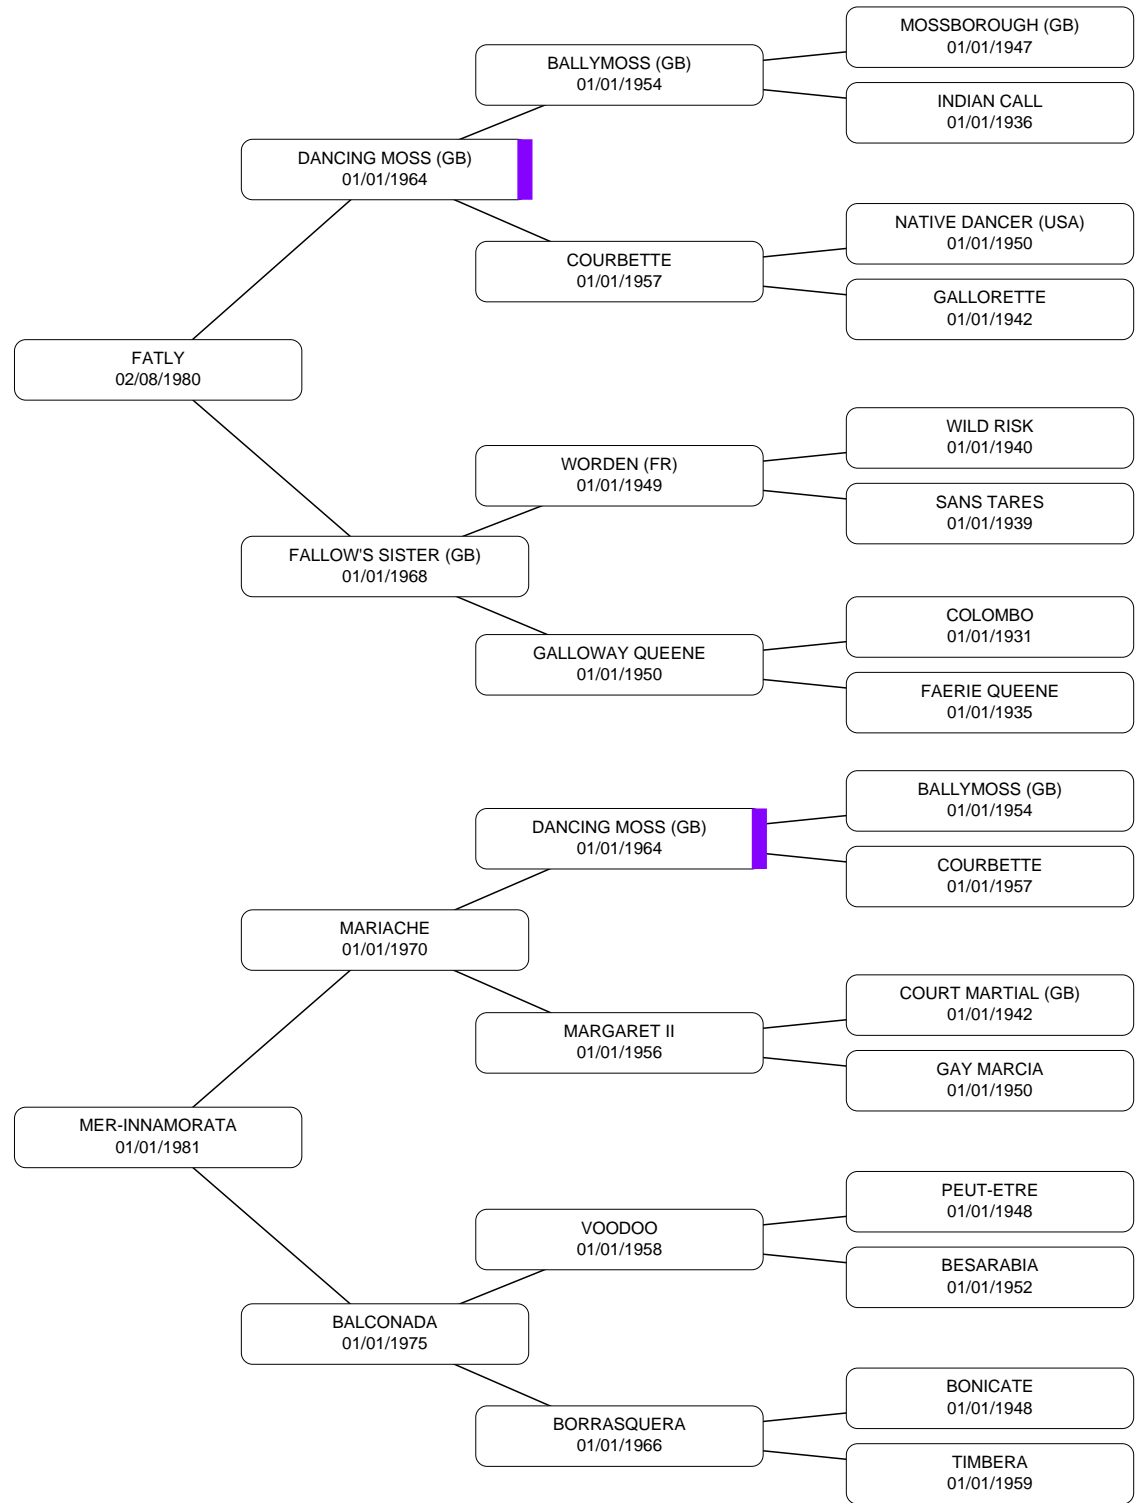 MOSSBOROUGH (GB)
01/01/1947
BALLYMOSS (GB)
01/01/1954
INDIAN CALL
01/01/1936
DANCING MOSS (GB)
01/01/1964
NATIVE DANCER (USA)
01/01/1950
COURBETTE
01/01/1957
GALLORETTE
01/01/1942
FATLY
02/08/1980
WILD RISK
01/01/1940
WORDEN (FR)
01/01/1949
SANS TARES
01/01/1939
FALLOW'S SISTER (GB)
01/01/1968
COLOMBO
01/01/1931
GALLOWAY QUEENE
01/01/1950
FAERIE QUEENE
01/01/1935
BALLYMOSS (GB)
01/01/1954
DANCING MOSS (GB)
01/01/1964
COURBETTE
01/01/1957
MARIACHE
01/01/1970
COURT MARTIAL (GB)
01/01/1942
MARGARET II
01/01/1956
GAY MARCIA
01/01/1950
MER-INNAMORATA
01/01/1981
PEUT-ETRE
01/01/1948
VOODOO
01/01/1958
BESARABIA
01/01/1952
BALCONADA
01/01/1975
BONICATE
01/01/1948
BORRASQUERA
01/01/1966
TIMBERA
01/01/1959